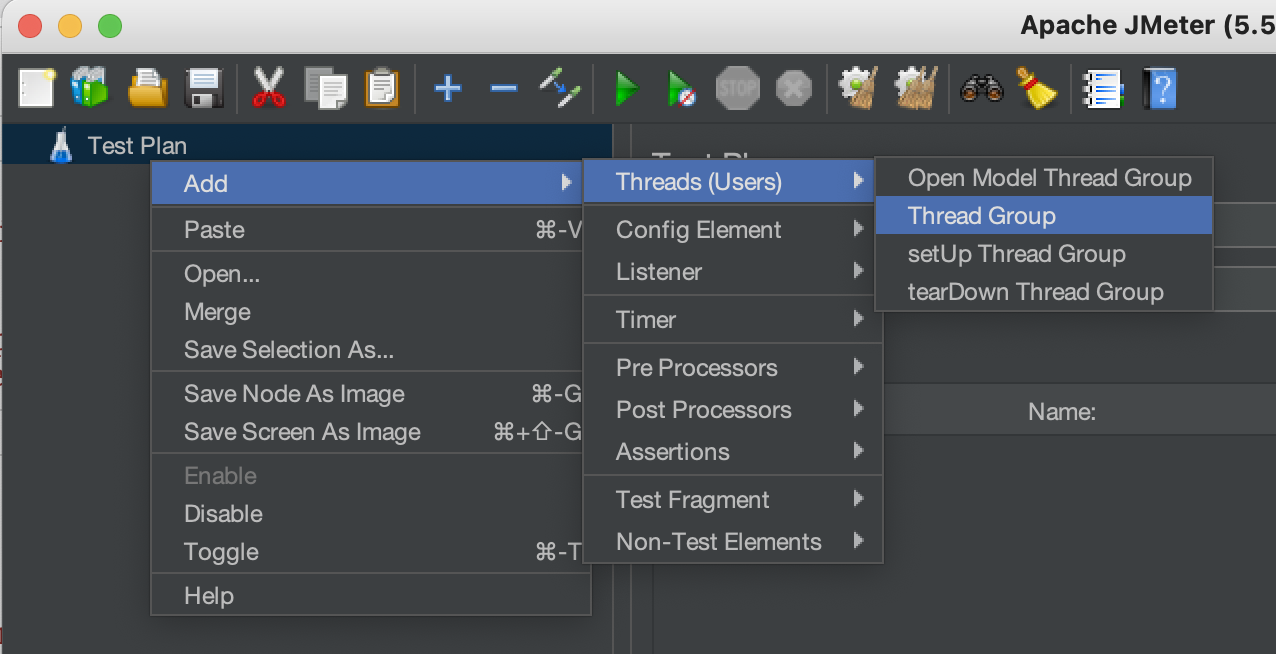 Apache JMeter (5.5
STOP
Test Plan
Add
Paste ⌘-V
Open...
Merge
Save Selection As...
Save Node As Image ⌘-G
Save Screen As Image ⌘+⇧-G
Enable
Disable
Toggle ⌘-T
Help
Threads (Users)
Config Element
Listener
Timer
Pre Processors
Post Processors
Assertions
Test Fragment
Non-Test Elements
Open Model Thread Group
Thread Group
setUp Thread Group
tearDown Thread Group
Name: